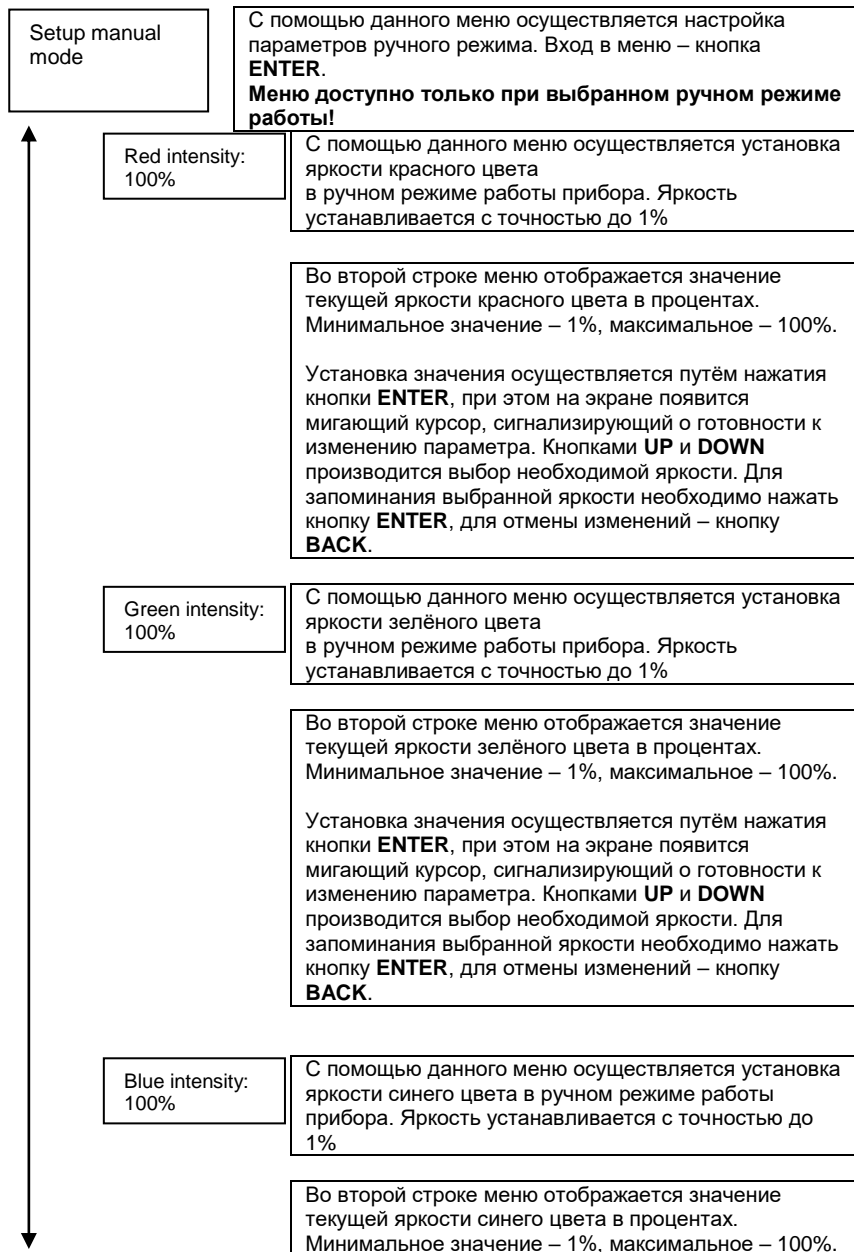 Setup manual
mode
С помощью данного меню осуществляется настройка
параметров ручного режима. Вход в меню – кнопка
ENTER.
Меню доступно только при выбранном ручном режиме
работы!
Red intensity:
100%
С помощью данного меню осуществляется установка
яркости красного цвета
в ручном режиме работы прибора. Яркость
устанавливается с точностью до 1%
Во второй строке меню отображается значение
текущей яркости красного цвета в процентах.
Минимальное значение – 1%, максимальное – 100%.
Установка значения осуществляется путём нажатия
кнопки ENTER, при этом на экране появится
мигающий курсор, сигнализирующий о готовности к
изменению параметра. Кнопками UP и DOWN
производится выбор необходимой яркости. Для
запоминания выбранной яркости необходимо нажать
кнопку ENTER, для отмены изменений – кнопку
BACK.
Green intensity:
100%
С помощью данного меню осуществляется установка
яркости зелёного цвета
в ручном режиме работы прибора. Яркость
устанавливается с точностью до 1%
Во второй строке меню отображается значение
текущей яркости зелёного цвета в процентах.
Минимальное значение – 1%, максимальное – 100%.
Установка значения осуществляется путём нажатия
кнопки ENTER, при этом на экране появится
мигающий курсор, сигнализирующий о готовности к
изменению параметра. Кнопками UP и DOWN
производится выбор необходимой яркости. Для
запоминания выбранной яркости необходимо нажать
кнопку ENTER, для отмены изменений – кнопку
BACK.
Blue intensity:
100%
С помощью данного меню осуществляется установка
яркости синего цвета в ручном режиме работы
прибора. Яркость устанавливается с точностью до
1%
Во второй строке меню отображается значение
текущей яркости синего цвета в процентах.
Минимальное значение – 1%, максимальное – 100%.